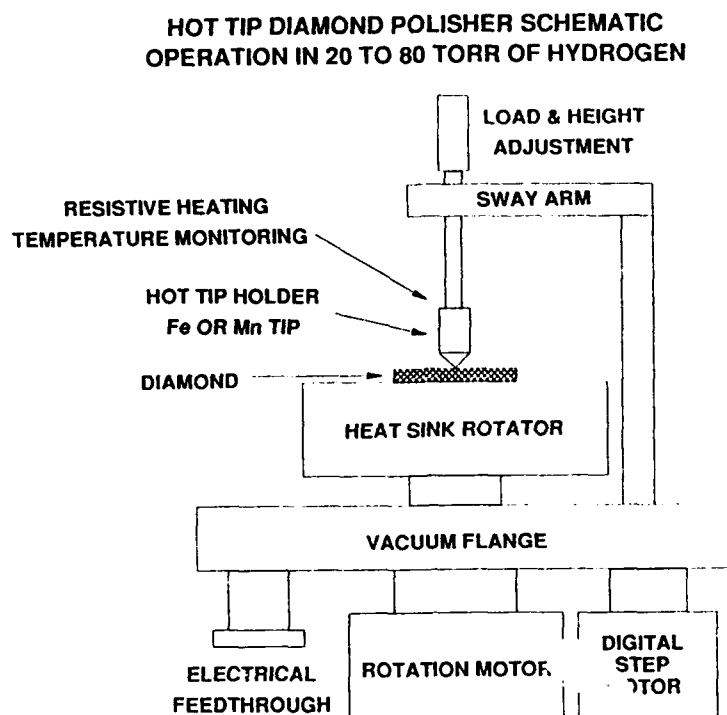 HOT TIP DIAMOND POLISHER SCHEMATIC
OPERATION IN 20 TO 80 TORR OF HYDROGEN
LOAD & HEIGHT
ADJUSTMENT
SWAY ARM
RESISTIVE HEATING
TEMPERATURE MONITORING
HOT TIP HOLDER
Fe OR Mn TIP
DIAMOND
HEAT SINK ROTATOR
VACUUM FLANGE
ELECTRICAL
FEEDTHROUGH
ROTATION MOTOR
DIGITAL
STEP